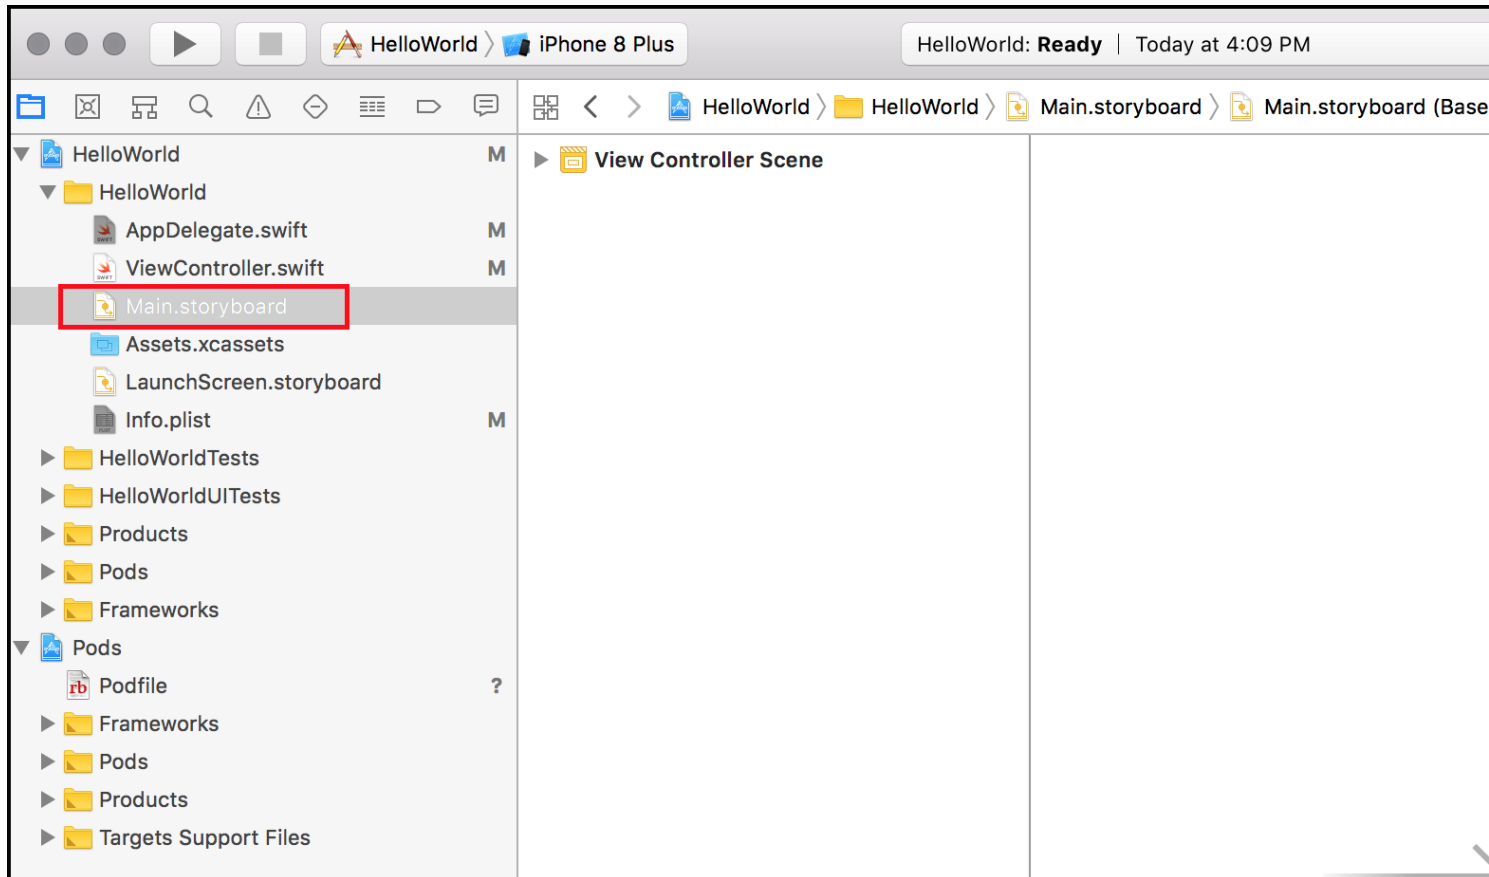 HelloWorld iPhone 8 Plus HelloWorld: Ready | Today at 4:09 PM
HelloWorld HelloWorld Main.storyboard Main.storyboard (Base
HelloWorld M
View Controller Scene
HelloWorld
AppDelegate.swift M
ViewController.swift M
Main.storyboard
Assets.xcassets
LaunchScreen.storyboard
Info.plist M
HelloWorldTests
HelloWorldUITests
Products
Pods
Frameworks
Pods
rb Podfile ?
Frameworks
Pods
Products
Targets Support Files